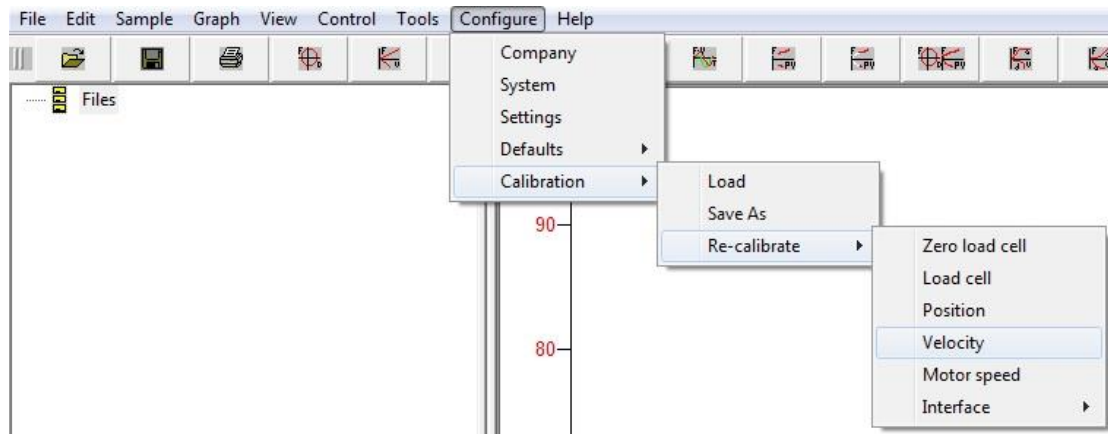 File Edit Sample Graph View Control Tools Configure Help
Company
System
Settings
Defaults
Calibration
Files
Load
Save As
Re-calibrate
Zero load cell
Load cell
Position
Velocity
Motor speed
Interface
90
80